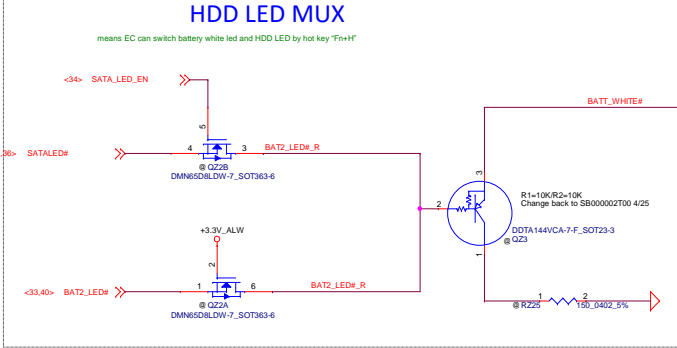 HDD LED MUX
means EC can switch battery white led and HDD LED by hot key "Fn+H"
<34> SATA_LED_EN
BATT_WHITE#
5
36> SATALED#
4
3
BAT2_LED#_R
@ QZ2B
DMN65D8LDW-7_SOT363-6
3
R1=10K/R2=10K
Change back to SB000002T00 4/25
2
+3.3V_ALW
DDTA144VCA-7-F_SOT23-3
@ QZ3
2
1
<33,40> BAT2_LED#
1
6
BAT2_LED#_R
1
2
@ QZ2A
@ RZ25
150_0402_5%
DMN65D8LDW-7_SOT363-6